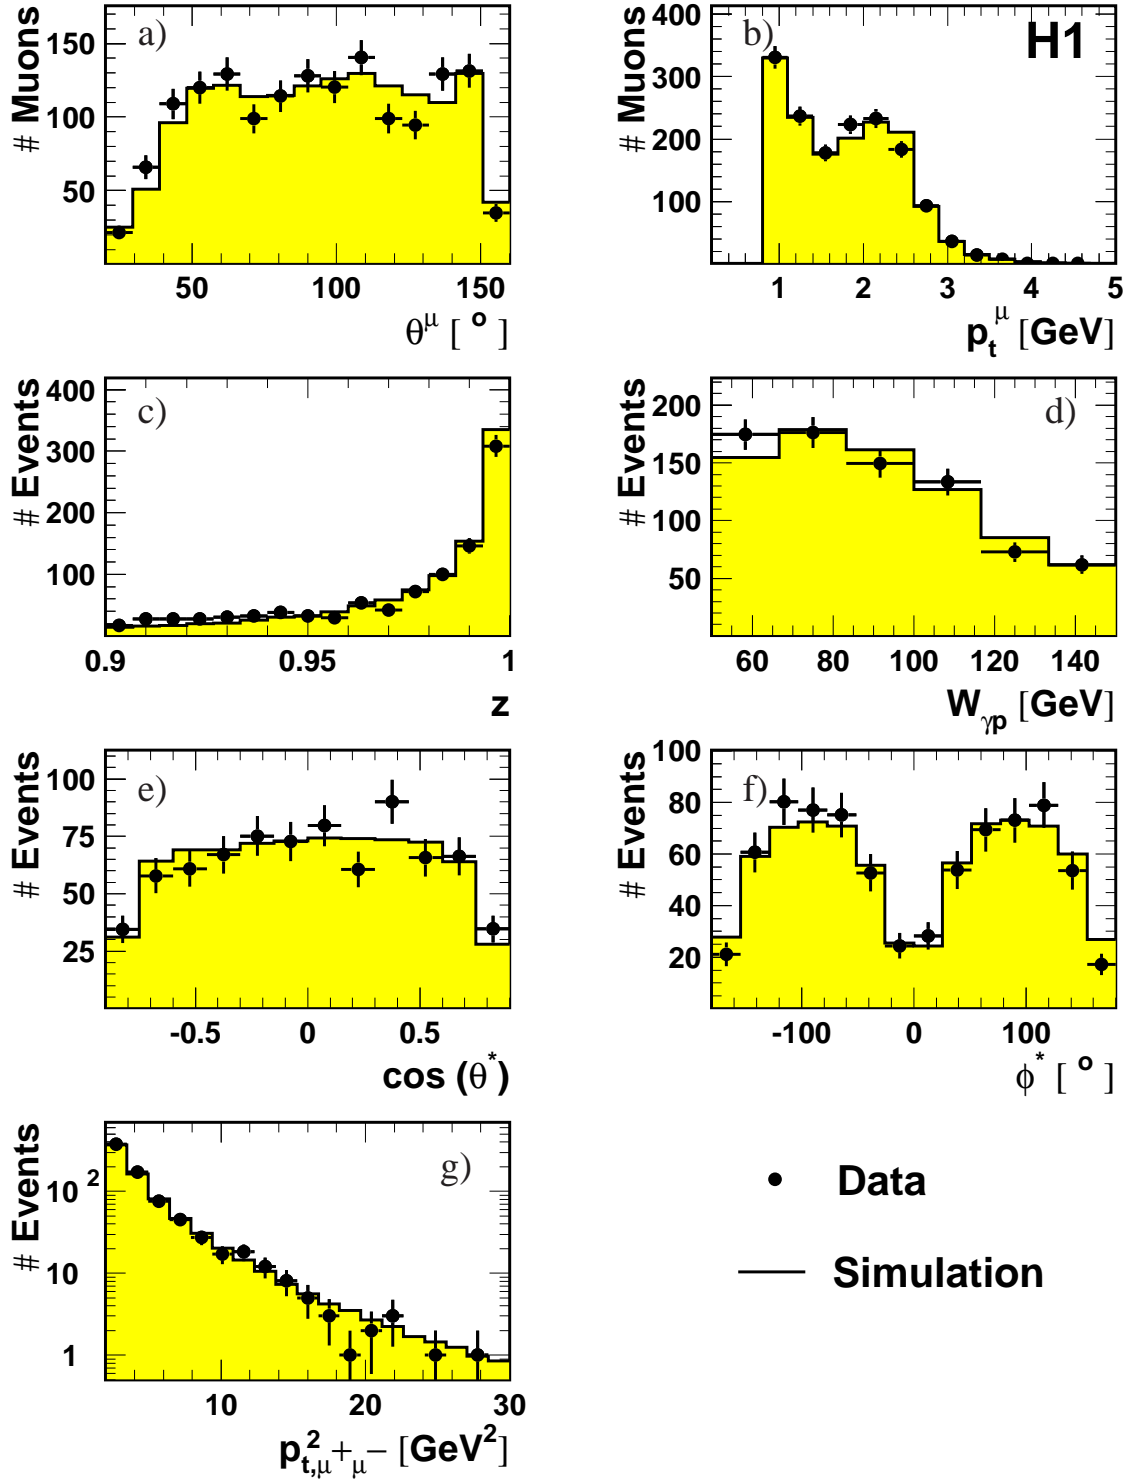 # Muons
a)
150
100
50
50 100 150
θ^μ [ ° ]
# Muons
b)
H1
400
300
200
100
1 2 3 4 5
p_t^μ [GeV]
# Events
c)
400
300
200
100
0.9 0.95 1
z
# Events
d)
200
150
100
50
60 80 100 120 140
W_γp [GeV]
# Events
e)
100
75
50
25
-0.5 0 0.5
cos (θ*)
# Events
f)
100
80
60
40
20
-100 0 100
ϕ* [ ° ]
# Events
g)
10²
10
1
10 20 30
p²_t,μ+μ− [GeV²]
Data
Simulation